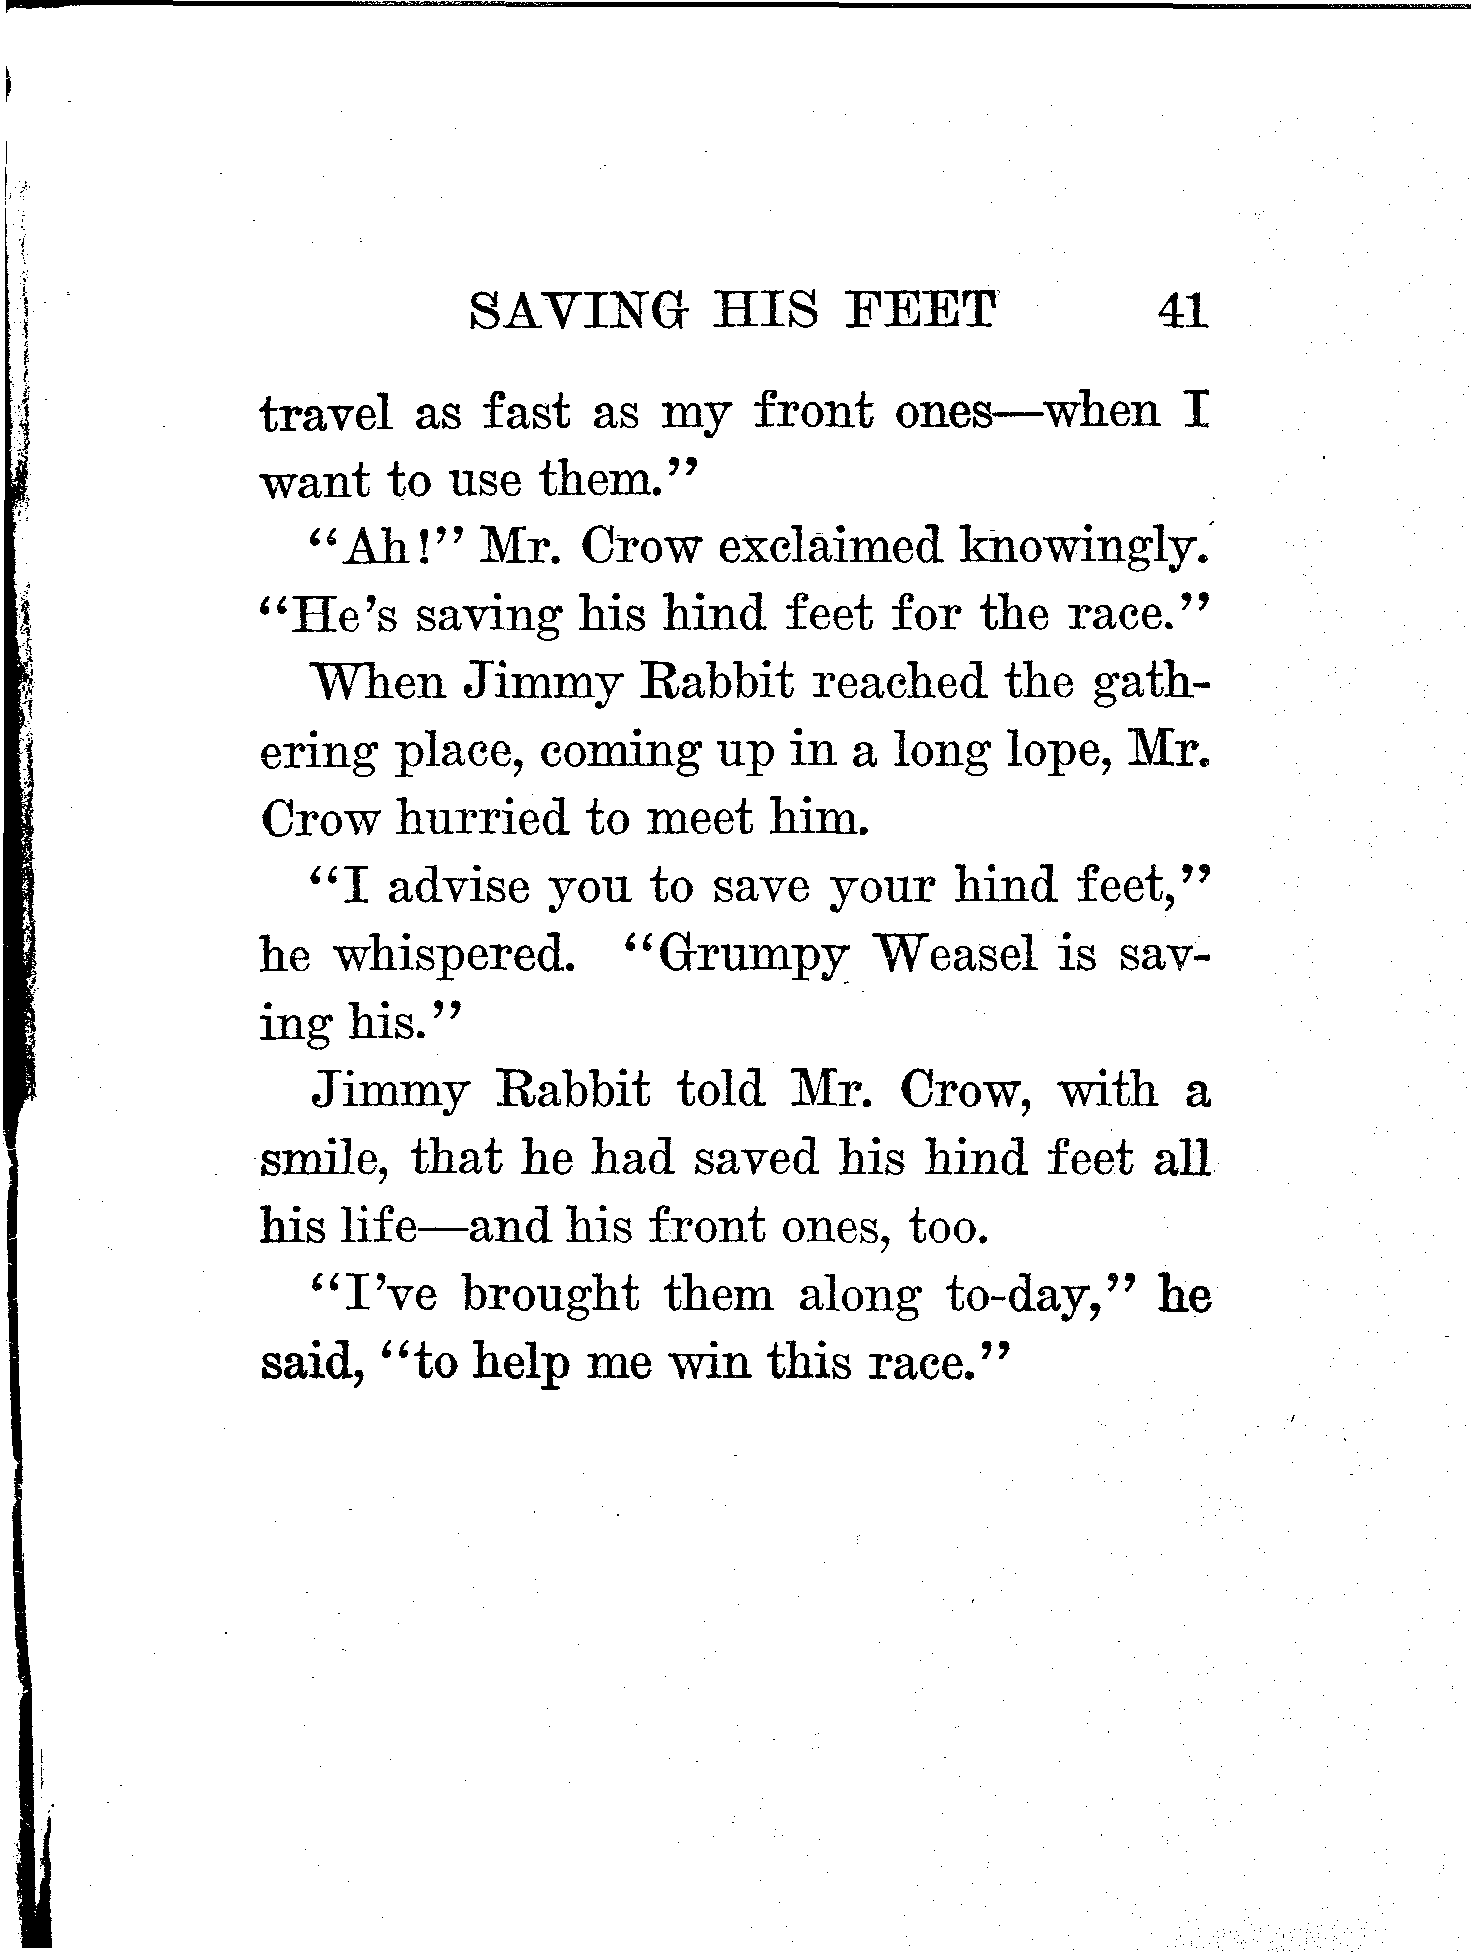 SAVING HIS FEET 41
travel as fast as my front ones—when I
want to use them."
"Ah!" Mr. Crow exclaimed knowingly.
"He's saving his hind feet for the race."
When Jimmy Rabbit reached the gath-
ering place, coming up in a long lope, Mr.
Crow hurried to meet him.
"I advise you to save your hind feet,"
he whispered. "Grumpy Weasel is sav-
ing his."
Jimmy Rabbit told Mr. Crow, with a
smile, that he had saved his hind feet all
his life—and his front ones, too.
"I've brought them along to-day," he
said, "to help me win this race."